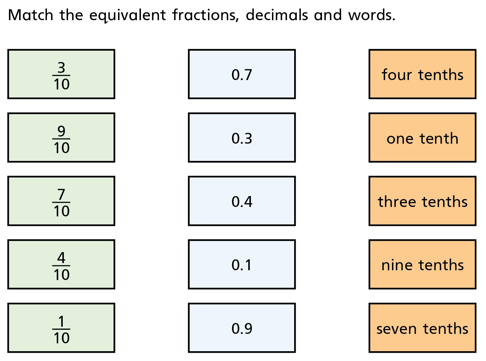 Match the equivalent fractions, decimals and words.
3/10 0.7 four tenths
9/10 0.3 one tenth
7/10 0.4 three tenths
4/10 0.1 nine tenths
1/10 0.9 seven tenths